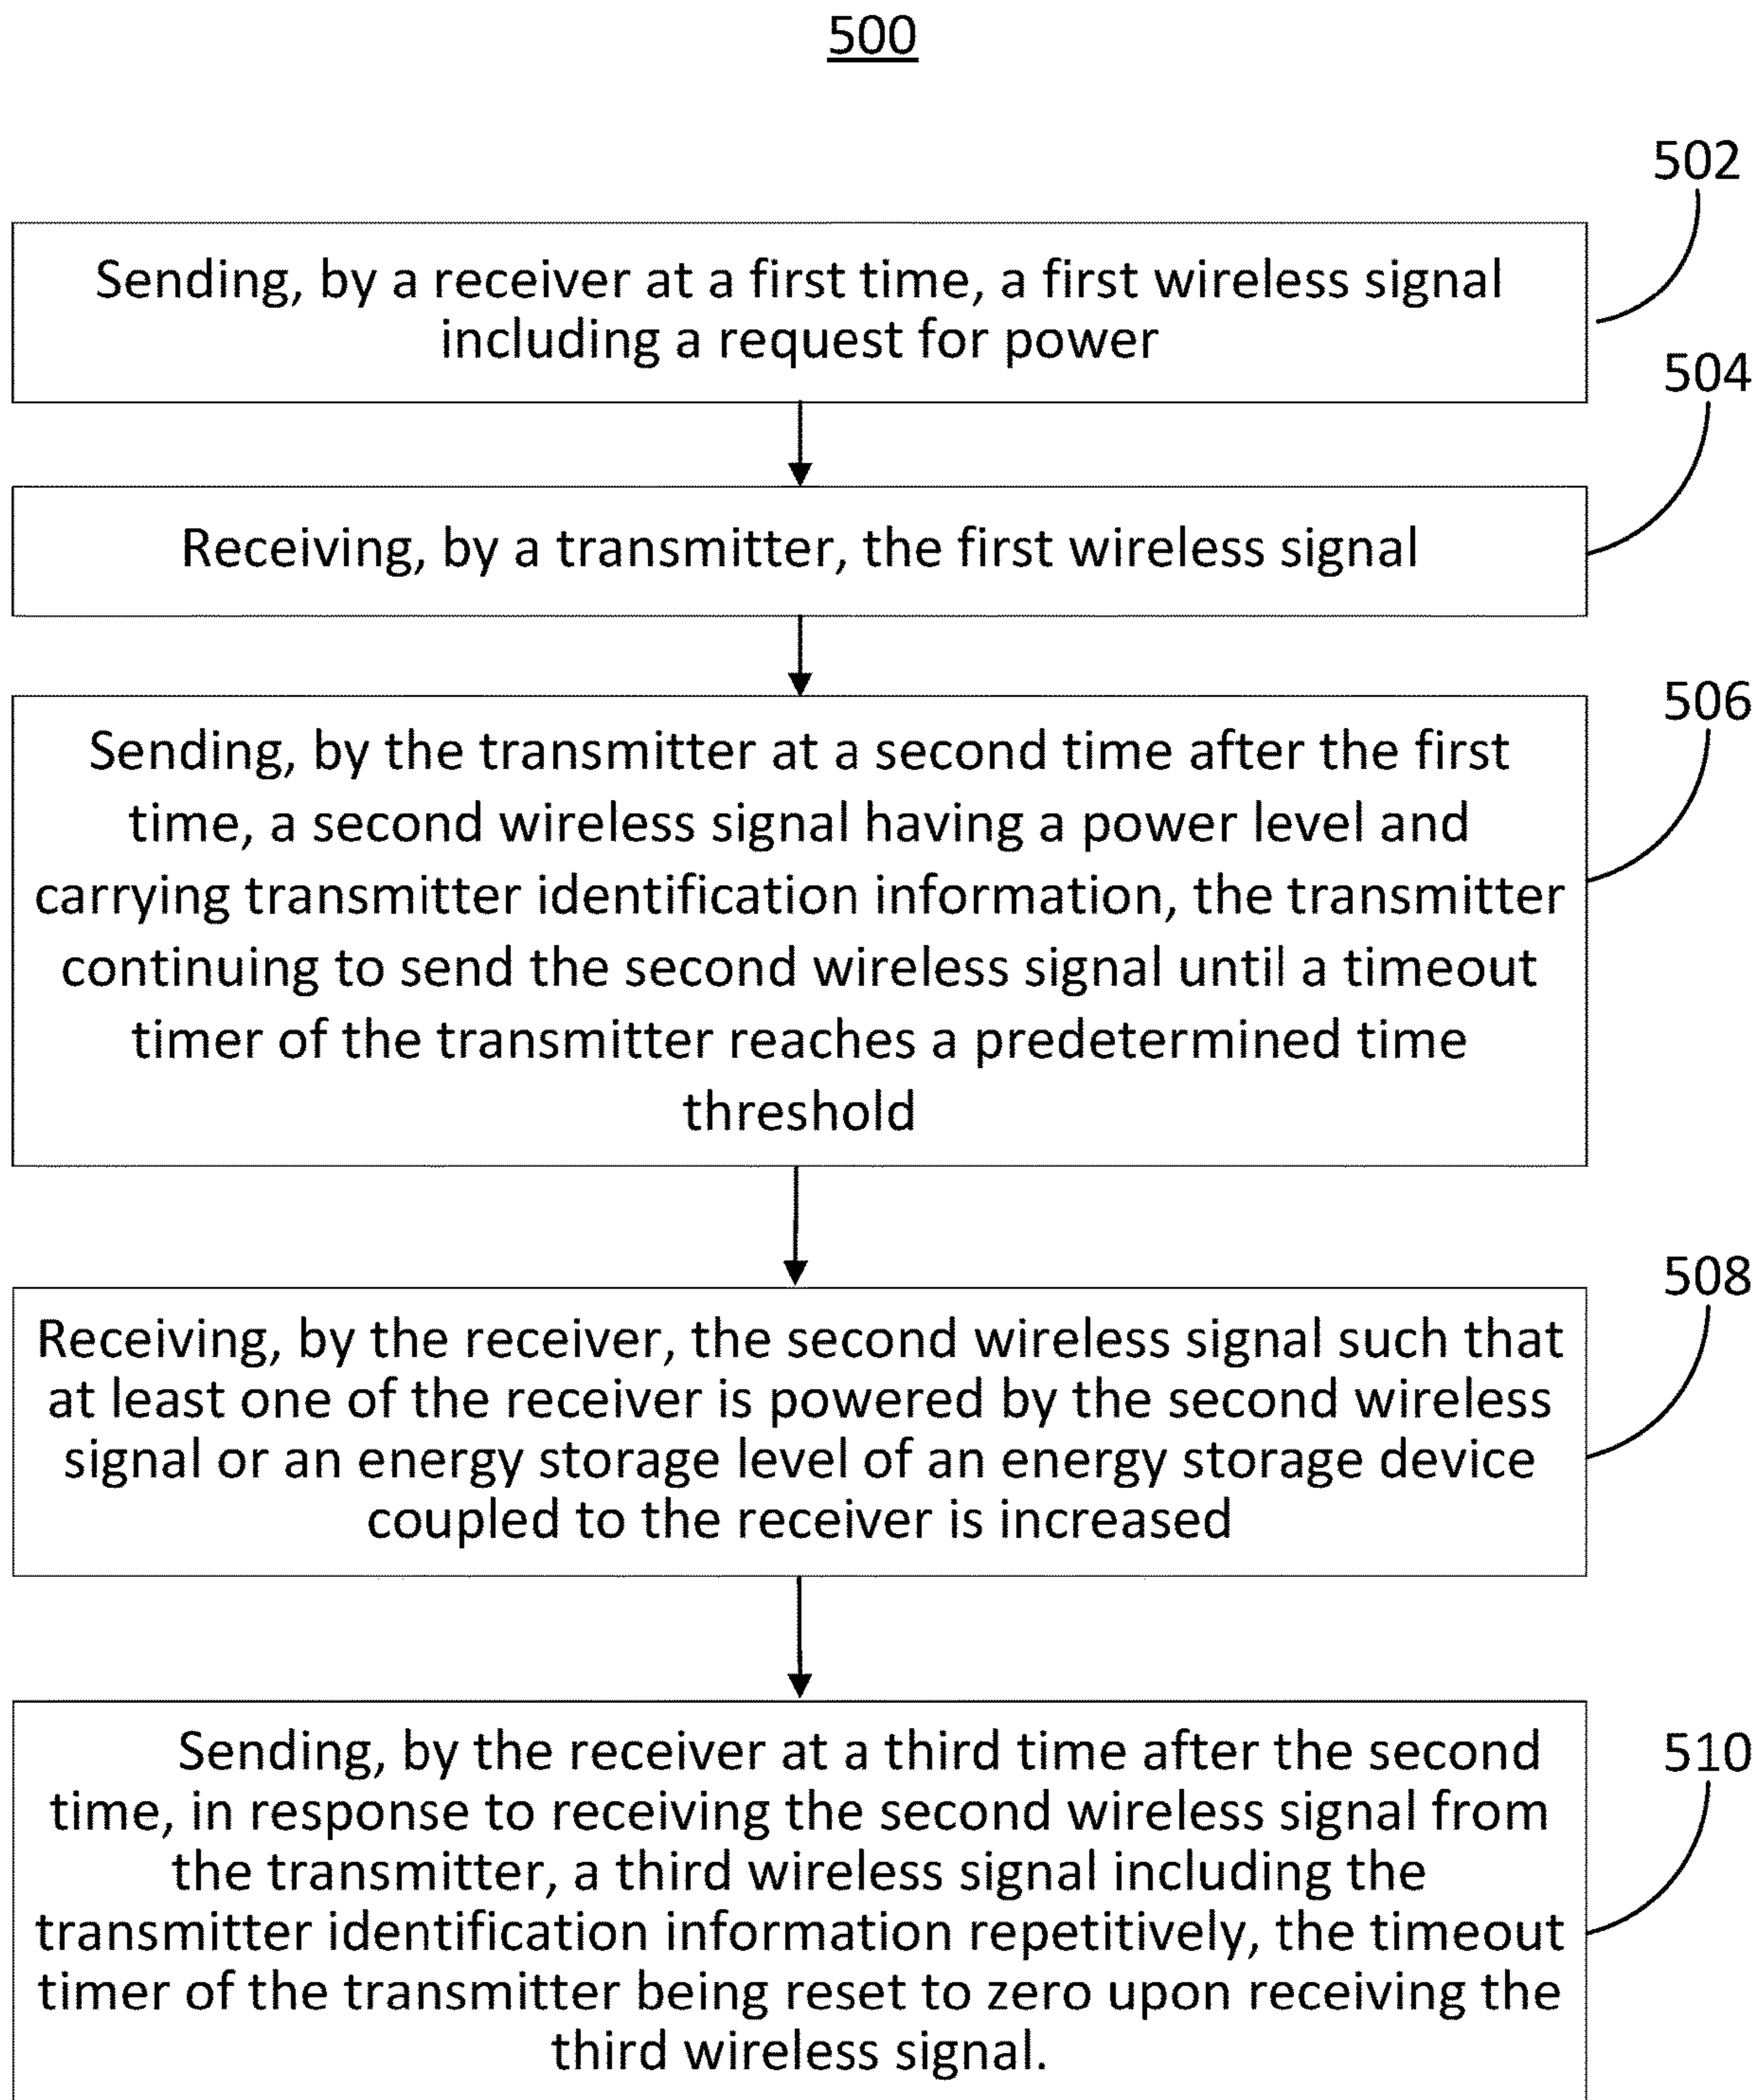 500
502
Sending, by a receiver at a first time, a first wireless signal
including a request for power
504
Receiving, by a transmitter, the first wireless signal
506
Sending, by the transmitter at a second time after the first
time, a second wireless signal having a power level and
carrying transmitter identification information, the transmitter
continuing to send the second wireless signal until a timeout
timer of the transmitter reaches a predetermined time
threshold
508
Receiving, by the receiver, the second wireless signal such that
at least one of the receiver is powered by the second wireless
signal or an energy storage level of an energy storage device
coupled to the receiver is increased
510
Sending, by the receiver at a third time after the second
time, in response to receiving the second wireless signal from
the transmitter, a third wireless signal including the
transmitter identification information repetitively, the timeout
timer of the transmitter being reset to zero upon receiving the
third wireless signal.